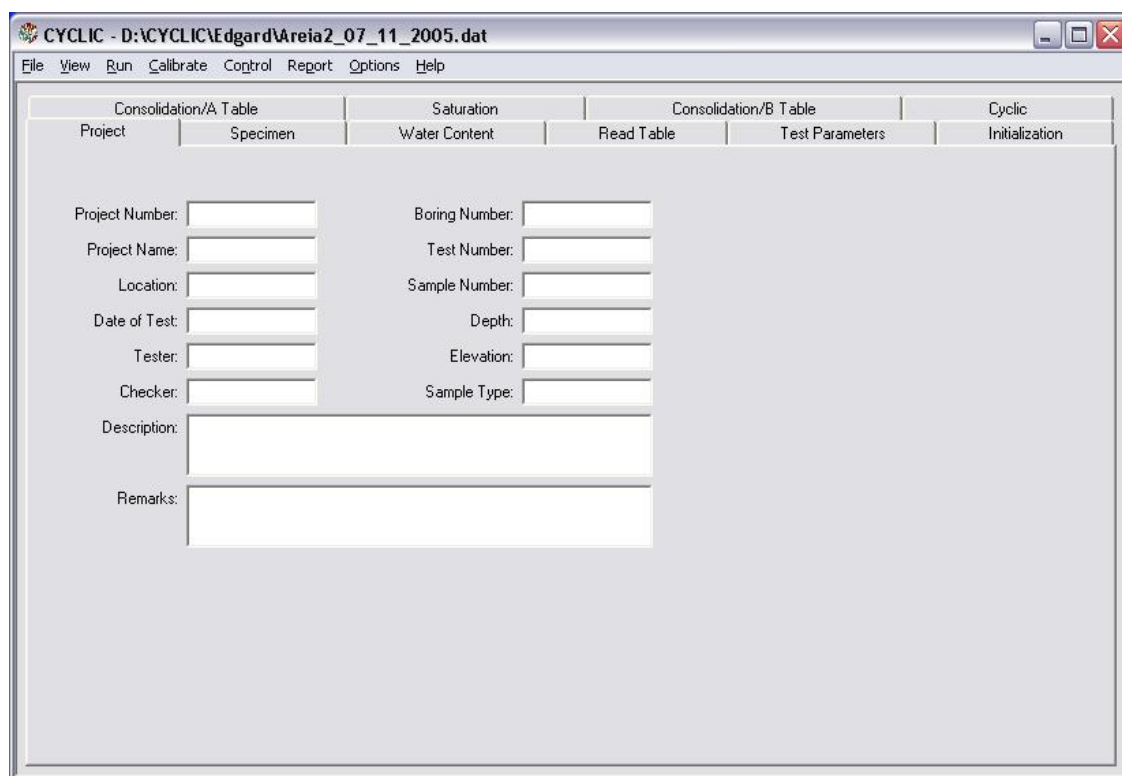 CYCLIC - D:\CYCLIC\Edgard\Areia2_07_11_2005.dat
File View Run Calibrate Control Report Options Help
Consolidation/A Table Saturation Consolidation/B Table Cyclic
Project Specimen Water Content Read Table Test Parameters Initialization
Project Number: Boring Number:
Project Name: Test Number:
Location: Sample Number:
Date of Test: Depth:
Tester: Elevation:
Checker: Sample Type:
Description:
Remarks: